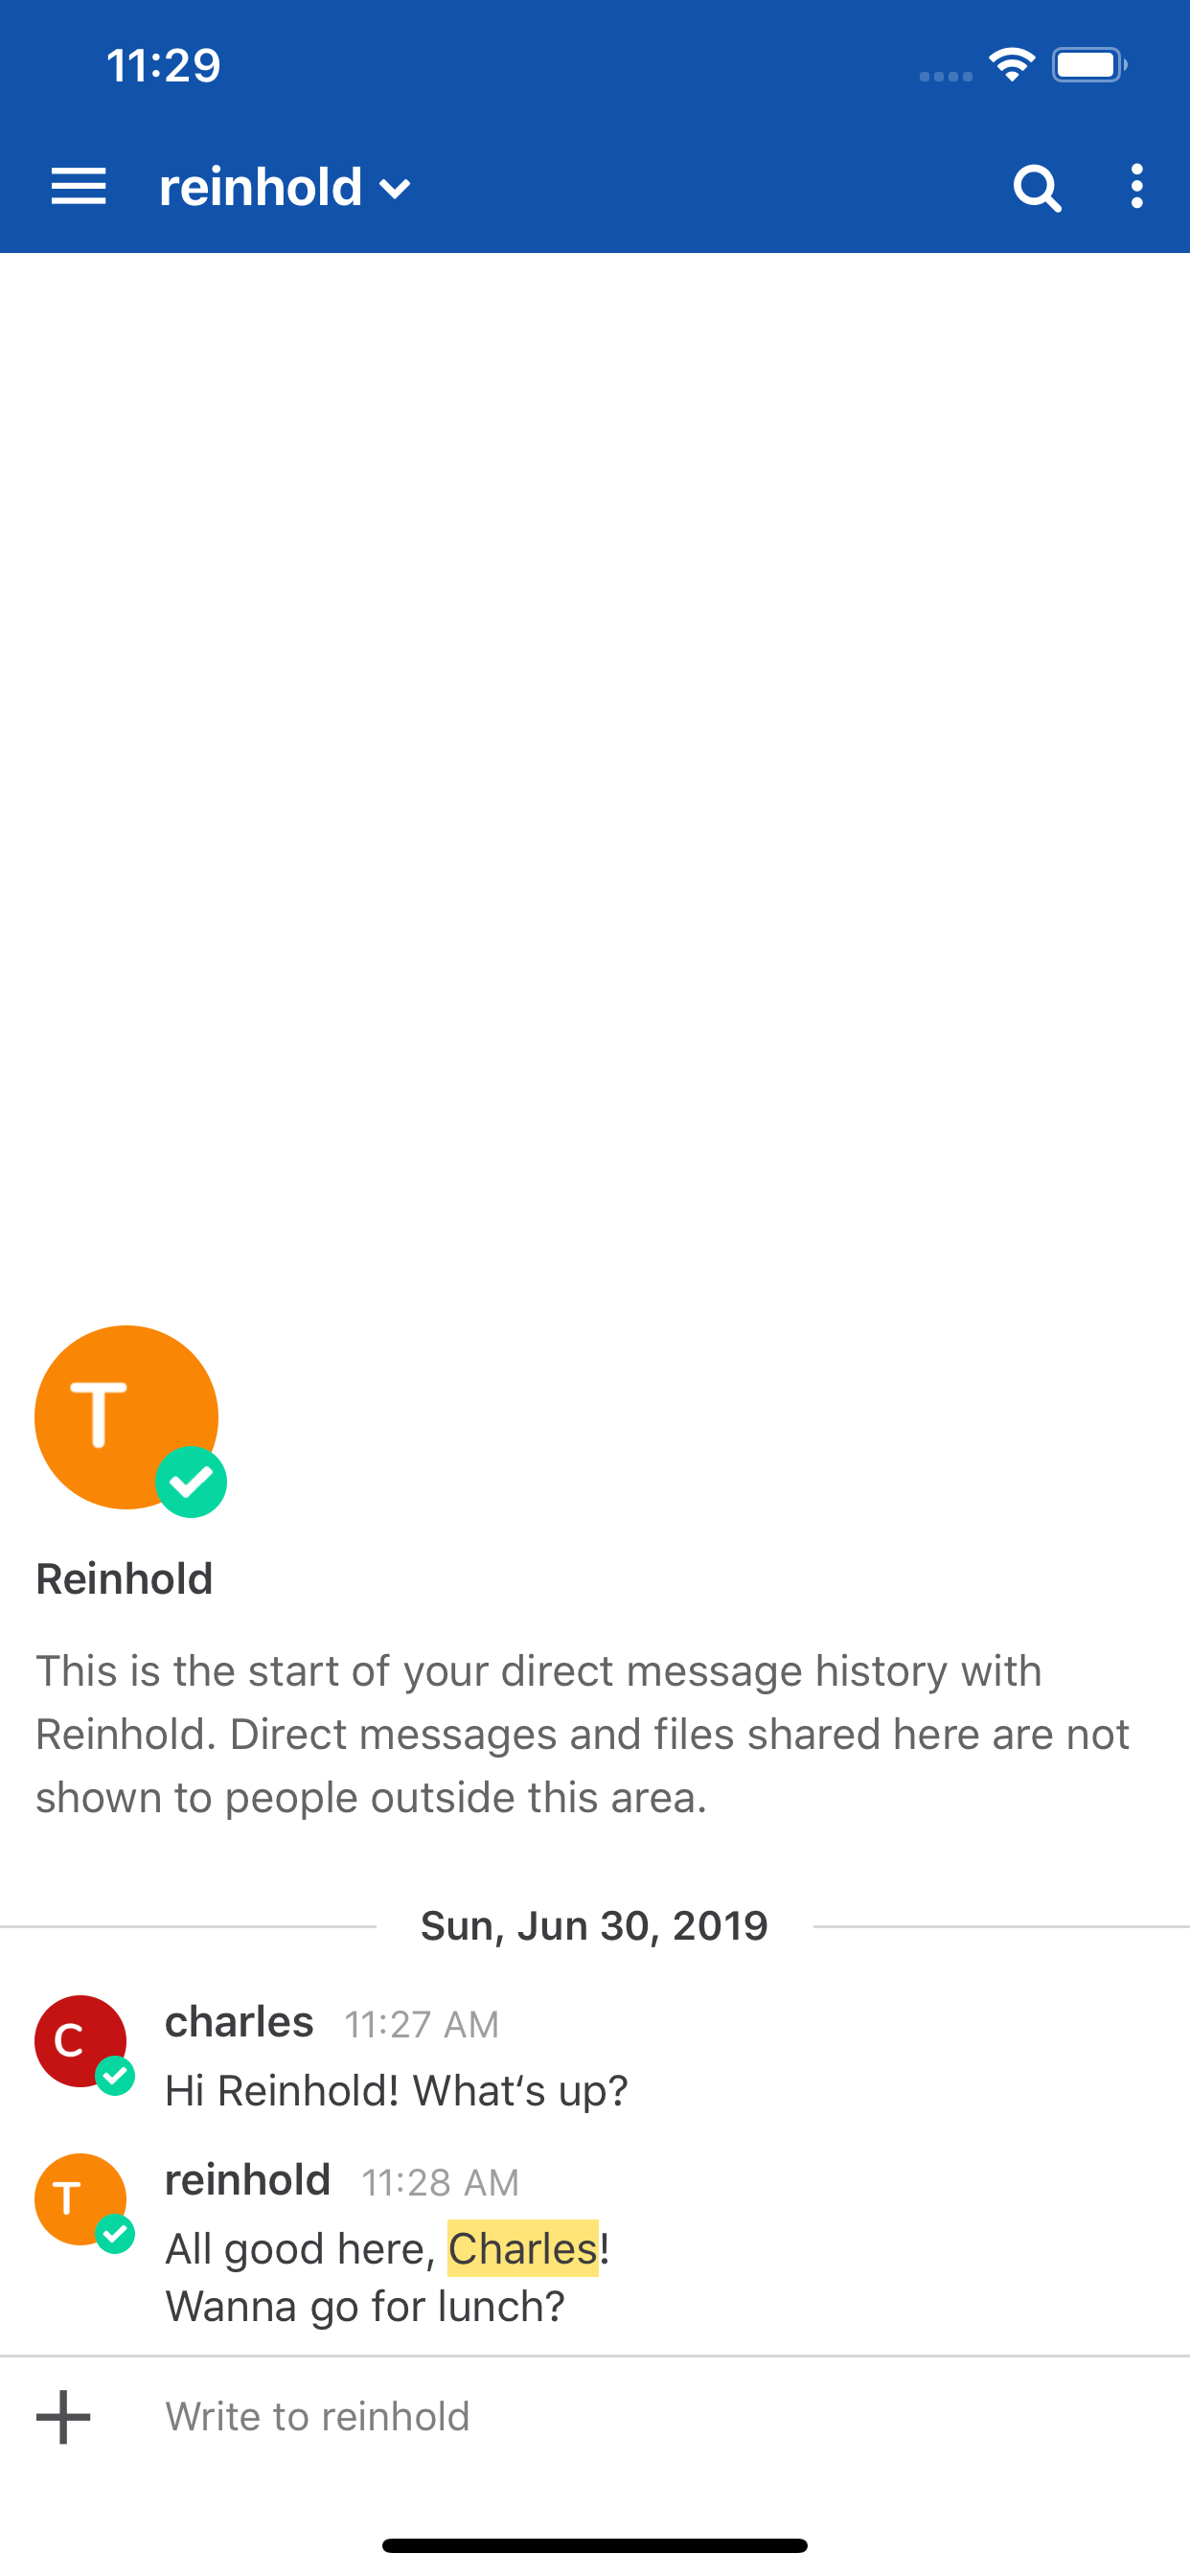 11:29
reinhold
T
Reinhold
This is the start of your direct message history with
Reinhold. Direct messages and files shared here are not
shown to people outside this area.
Sun, Jun 30, 2019
C
charles 11:27 AM
Hi Reinhold! What‘s up?
T
reinhold 11:28 AM
All good here, Charles!
Wanna go for lunch?
Write to reinhold